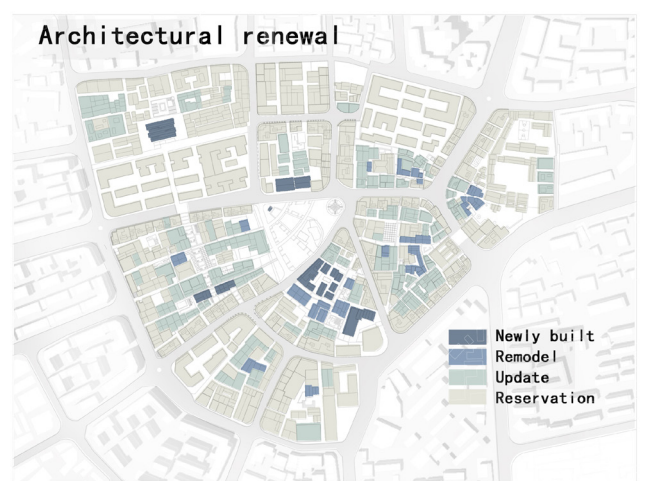 Architectural renewal
Newly built
Remodel
Update
Reservation